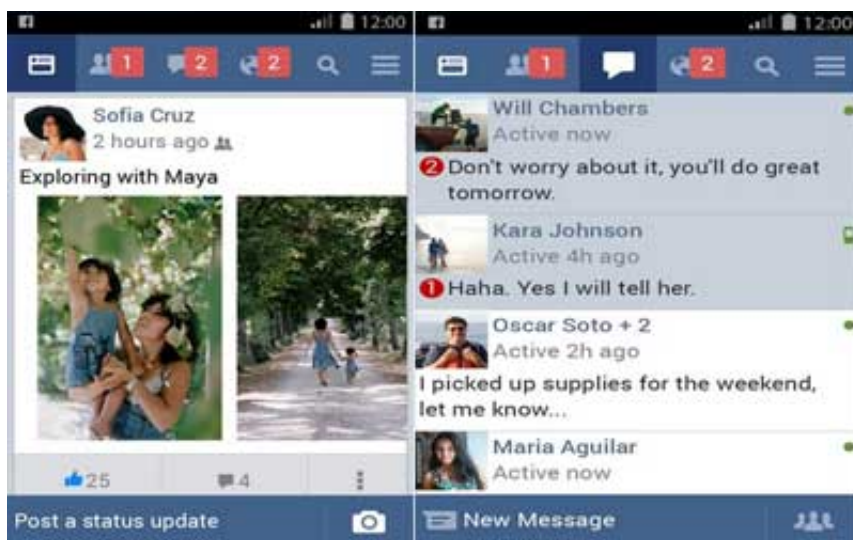 12:00
1
2
2
Sofia Cruz
2 hours ago
Exploring with Maya
25
4
Post a status update
12:00
1
2
Will Chambers
Active now
2 Don't worry about it, you'll do great
tomorrow.
Kara Johnson
Active 4h ago
1 Haha. Yes I will tell her.
Oscar Soto + 2
Active 2h ago
I picked up supplies for the weekend,
let me know...
Maria Aguilar
Active now
New Message